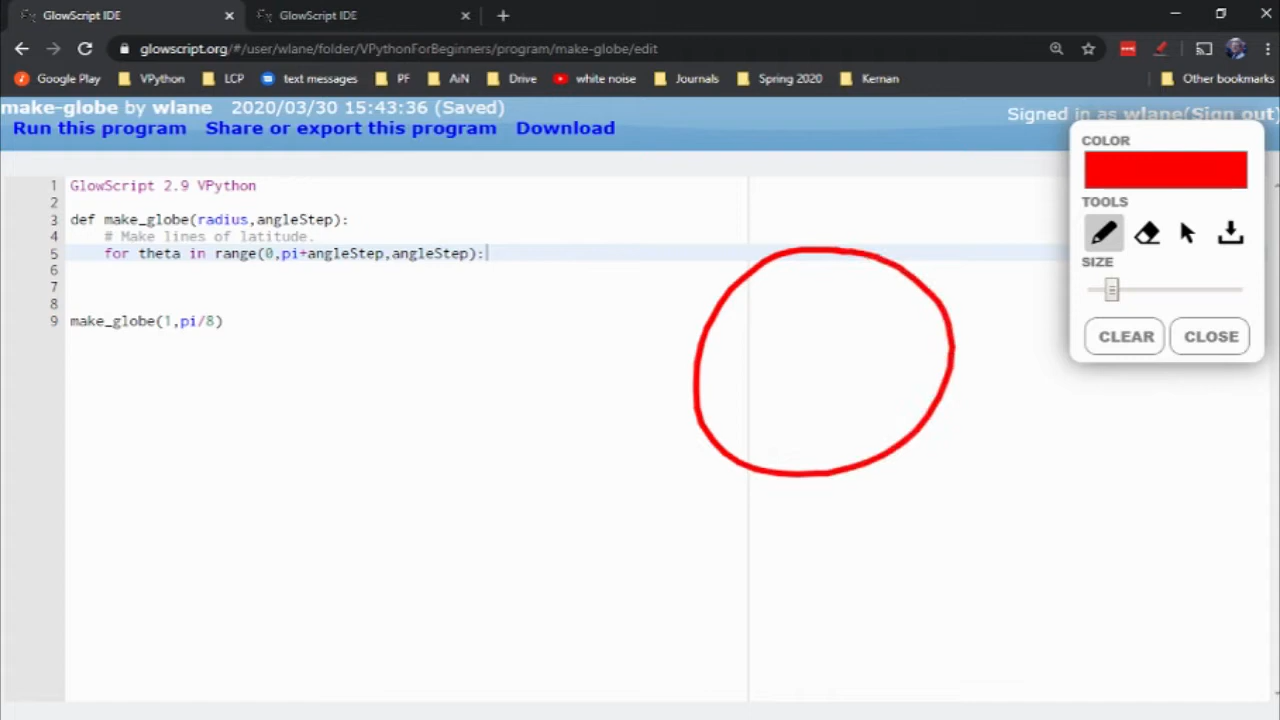 GlowScript IDE
GlowScript IDE
glowscript.org/#/user/wlane/folder/VPythonForBeginners/program/make-globe/edit
Google Play VPython LCP text messages PF AiN Drive white noise Journals Spring 2020 Kernan Other bookmarks
make-globe by wlane 2020/03/30 15:43:36 (Saved)
Signed in as wlane(Sign out)
Run this program Share or export this program Download
COLOR
TOOLS
SIZE
CLEAR CLOSE
1 GlowScript 2.9 VPython
2
3 def make_globe(radius,angleStep):
4 # Make lines of latitude.
5 for theta in range(0,pi+angleStep,angleStep):
6
7
8
9 make_globe(1,pi/8)